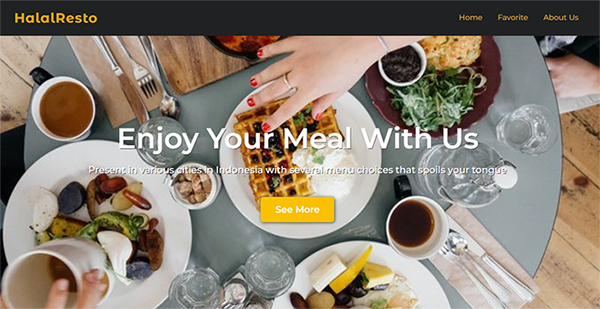 HalalResto
Home Favorite About Us
Enjoy Your Meal With Us
Present in various cities in Indonesia with several menu choices that spoils your tongue
See More